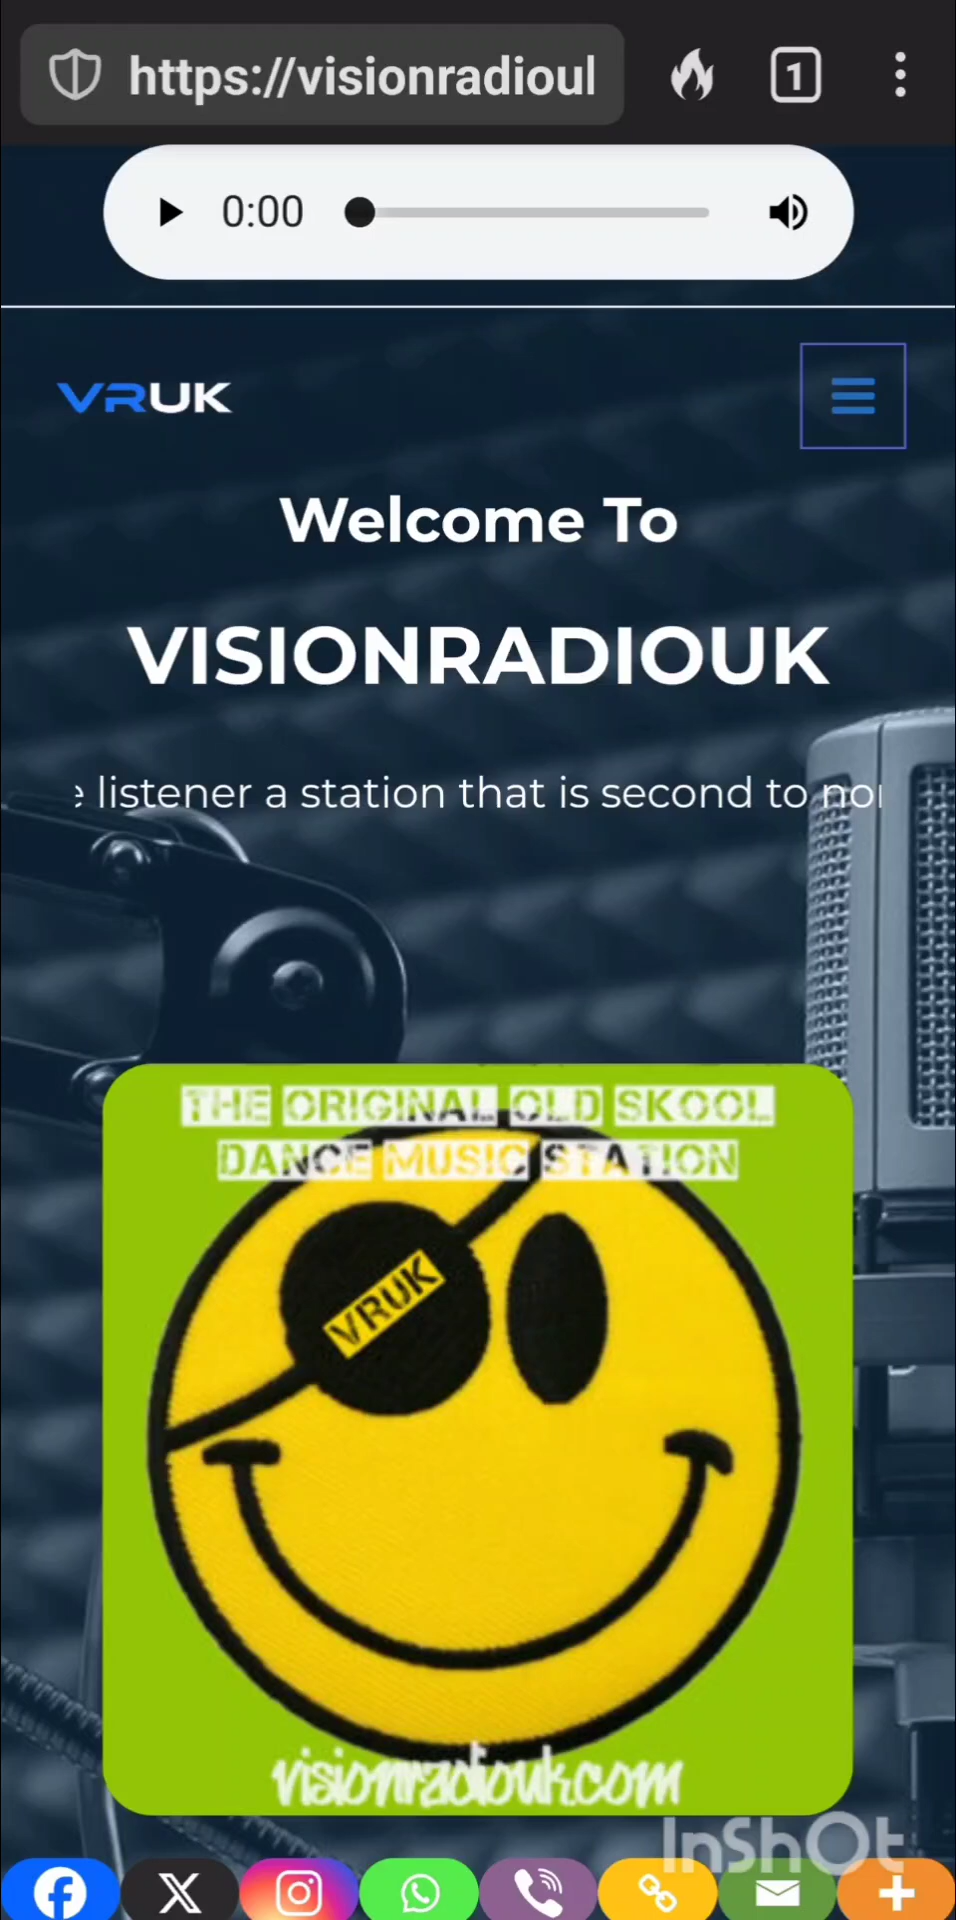 https://visionradioul
1
0:00
VRUK
Welcome To
VISIONRADIOUK
listener a station that is second to
THE ORIGINAL OLD SKOOL
DANCE MUSIC STATION
VRUK
visionradiouk.com
InShOt